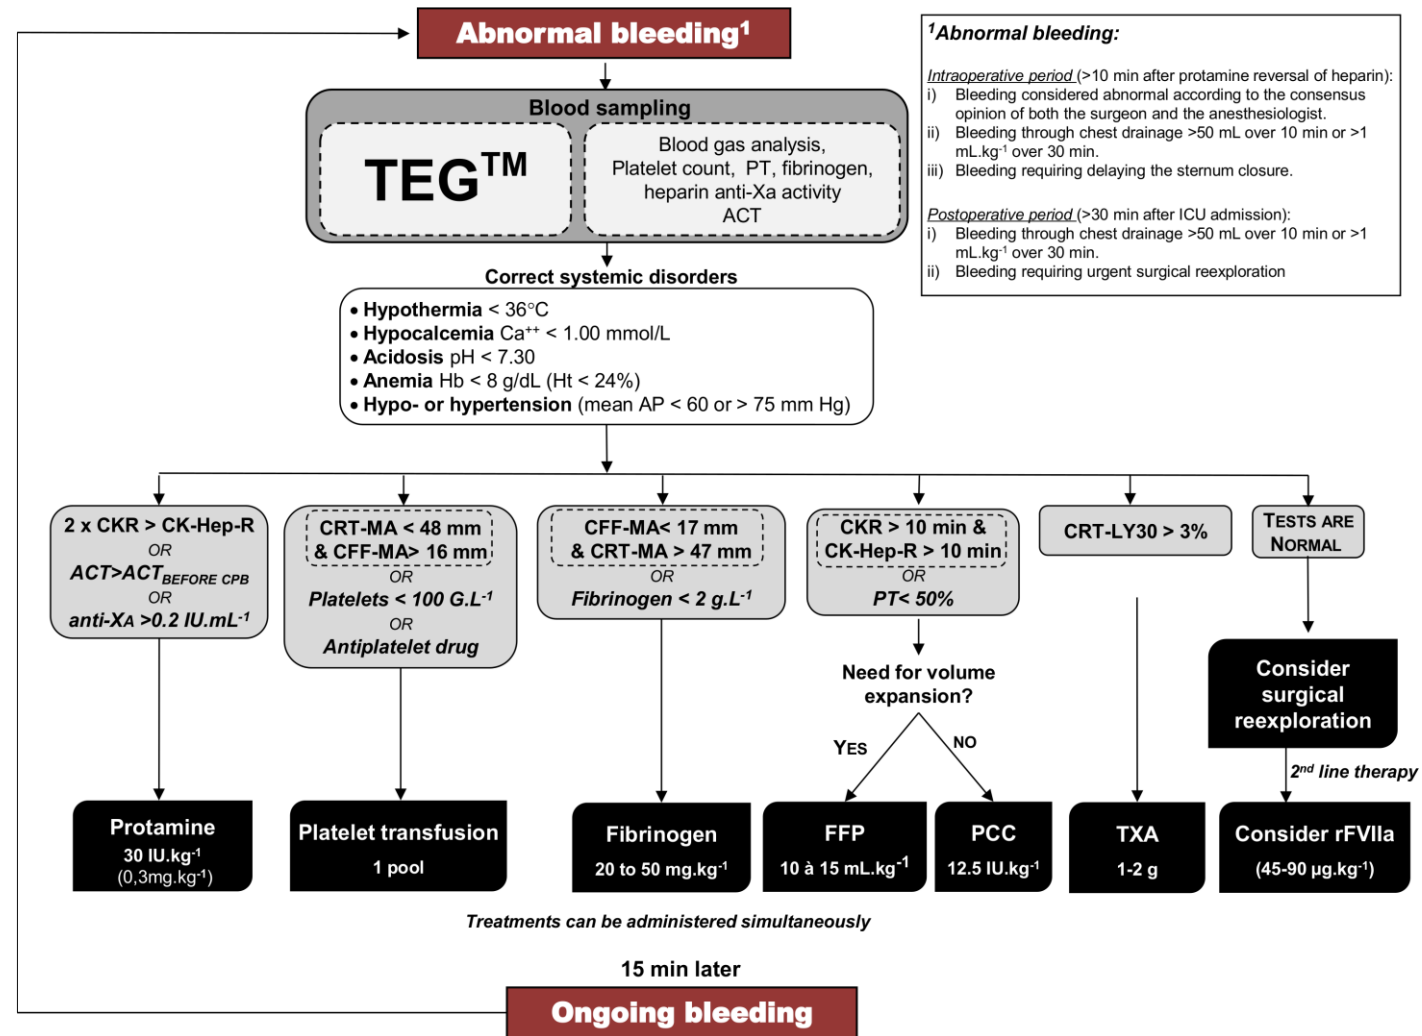 Abnormal bleeding¹
¹Abnormal bleeding:
Intraoperative period (>10 min after protamine reversal of heparin):
i) Bleeding considered abnormal according to the consensus
opinion of both the surgeon and the anesthesiologist.
ii) Bleeding through chest drainage >50 mL over 10 min or >1
mL.kg⁻¹ over 30 min.
iii) Bleeding requiring delaying the sternum closure.
Postoperative period (>30 min after ICU admission):
i) Bleeding through chest drainage >50 mL over 10 min or >1
mL.kg⁻¹ over 30 min.
ii) Bleeding requiring urgent surgical reexploration
Blood sampling
TEG™
Blood gas analysis,
Platelet count, PT, fibrinogen,
heparin anti-Xa activity
ACT
Correct systemic disorders
• Hypothermia < 36°C
• Hypocalcemia Ca⁺⁺ < 1.00 mmol/L
• Acidosis pH < 7.30
• Anemia Hb < 8 g/dL (Ht < 24%)
• Hypo- or hypertension (mean AP < 60 or > 75 mm Hg)
2 x CKR > CK-Hep-R
OR
ACT>ACT BEFORE CPB
OR
anti-XA >0.2 IU.mL⁻¹
CRT-MA < 48 mm
& CFF-MA> 16 mm
OR
Platelets < 100 G.L⁻¹
OR
Antiplatelet drug
CFF-MA< 17 mm
& CRT-MA > 47 mm
OR
Fibrinogen < 2 g.L⁻¹
CKR > 10 min &
CK-Hep-R > 10 min
OR
PT< 50%
CRT-LY30 > 3%
TESTS ARE
NORMAL
Need for volume
expansion?
YES
NO
Consider
surgical
reexploration
2nd line therapy
Protamine
30 IU.kg⁻¹
(0,3mg.kg⁻¹)
Platelet transfusion
1 pool
Fibrinogen
20 to 50 mg.kg⁻¹
FFP
10 à 15 mL.kg⁻¹
PCC
12.5 IU.kg⁻¹
TXA
1-2 g
Consider rFVIIa
(45-90 µg.kg⁻¹)
Treatments can be administered simultaneously
15 min later
Ongoing bleeding